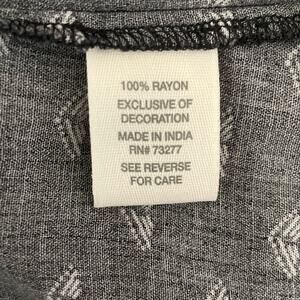 100% RAYON
EXCLUSIVE OF
DECORATION
MADE IN INDIA
RN# 73277
SEE REVERSE
FOR CARE